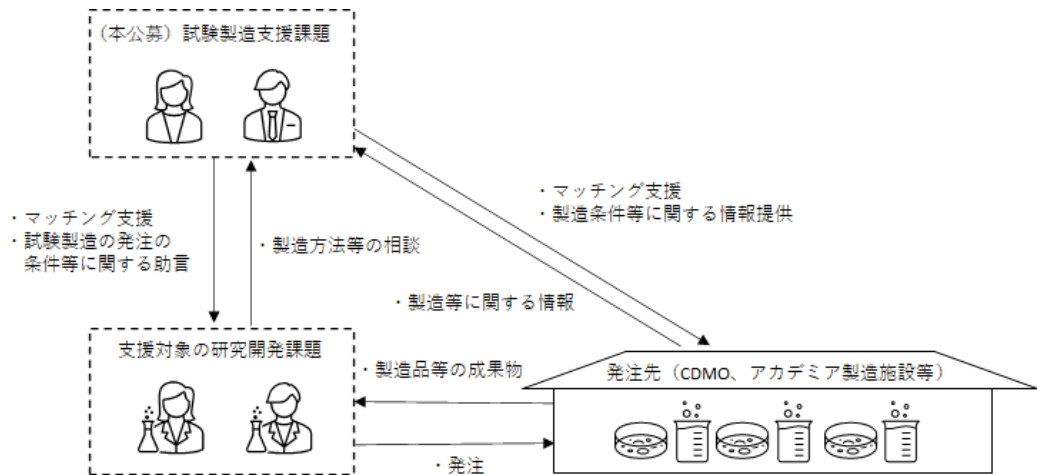 （本公募）試験製造支援課題
・マッチング支援
・試験製造の発注の
条件等に関する助言
・製造方法等の相談
・マッチング支援
・製造条件等に関する情報提供
・製造等に関する情報
支援対象の研究開発課題
・製造品等の成果物
発注先（CDMO、アカデミア製造施設等）
・発注